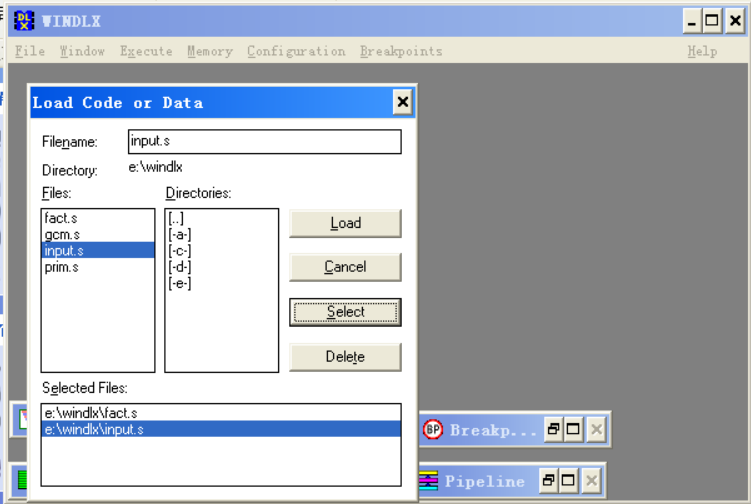 DLX WINDLX
File Window Execute Memory Configuration Breakpoints Help
Load Code or Data
Filename: input.s
Directory: e:\windlx
Files: Directories:
fact.s [..] Load
gcm.s [-a-]
input.s [-c-] Cancel
prim.s [-d-]
[-e-]
Select
Delete
Selected Files:
e:\windlx\fact.s
e:\windlx\input.s
BP Breakp...
Pipeline